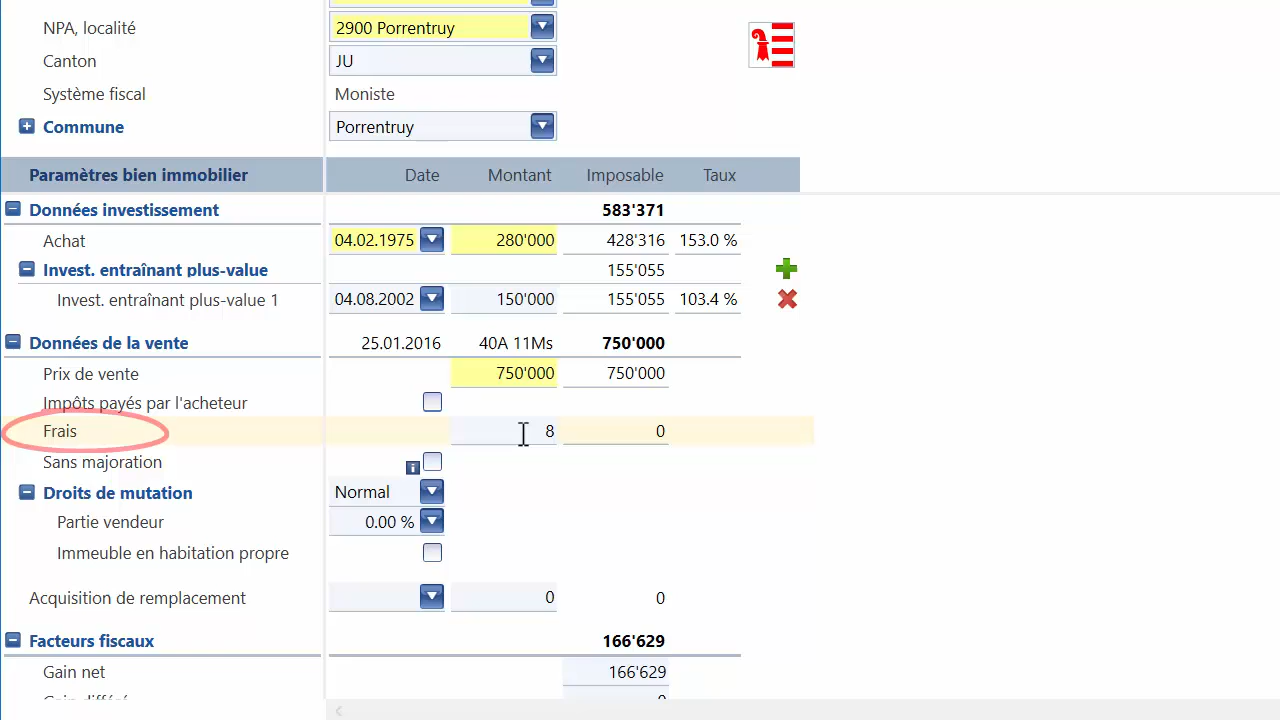 NPA, localité 2900 Porrentruy
Canton JU
Système fiscal Moniste
Commune Porrentruy
Paramètres bien immobilier Date Montant Imposable Taux
Données investissement 583'371
Achat 04.02.1975 280'000 428'316 153.0 %
Invest. entraînant plus-value 155'055
Invest. entraînant plus-value 1 04.08.2002 150'000 155'055 103.4 %
Données de la vente 25.01.2016 40A 11Ms 750'000
Prix de vente 750'000 750'000
Impôts payés par l'acheteur
Frais 8 0
Sans majoration
Droits de mutation Normal
Partie vendeur 0.00 %
Immeuble en habitation propre
Acquisition de remplacement 0 0
Facteurs fiscaux 166'629
Gain net 166'629